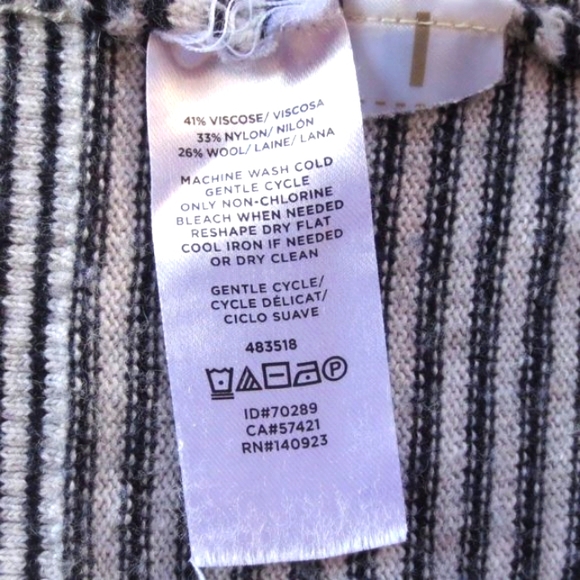 41% VISCOSE/ VISCOSA
33% NYLON/ NILÓN
26% WOOL/ LAINE/ LANA
MACHINE WASH COLD
GENTLE CYCLE
ONLY NON-CHLORINE
BLEACH WHEN NEEDED
RESHAPE DRY FLAT
COOL IRON IF NEEDED
OR DRY CLEAN
GENTLE CYCLE/
CYCLE DÉLICAT/
CICLO SUAVE
483518
P
ID#70289
CA#57421
RN#140923